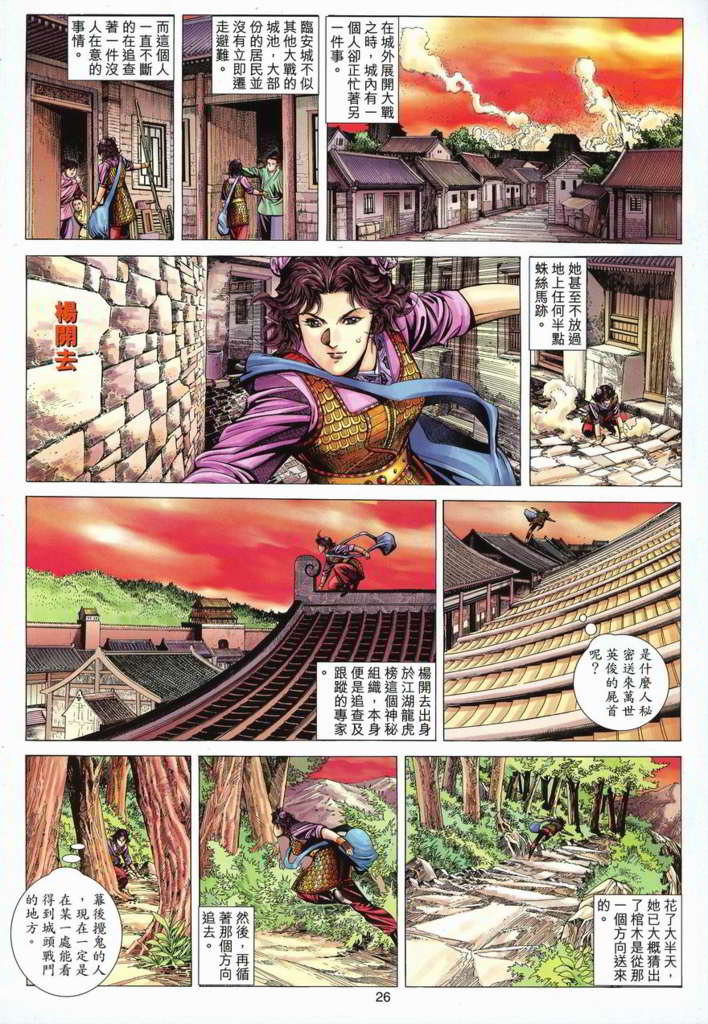 在城外展開大戰
之時，城內有一
個人卻正忙著另
一件事。
臨安城不似
其他大戰的
城池，大部
份的居民並
沒有立即遷
走避難。
而這個人
一直不斷
的在追查
著一件沒
人在意的
事情。
她甚至不放過
地上任何半點
蛛絲馬跡。
楊開去
是什麼人秘
密送來萬世
英俊的屍首
呢？
楊開去出身
於江湖龍虎
榜這個神秘
組織，本身
便是追查及
跟蹤的專家
。
花了大半天，
她已大概猜出
了棺木是從那
一個方向送來
的。
然後，再循
著那個方向
追去。
幕後攪鬼的人
，現在一定是
在某一處能看
得到城頭戰鬥
的地方。
26